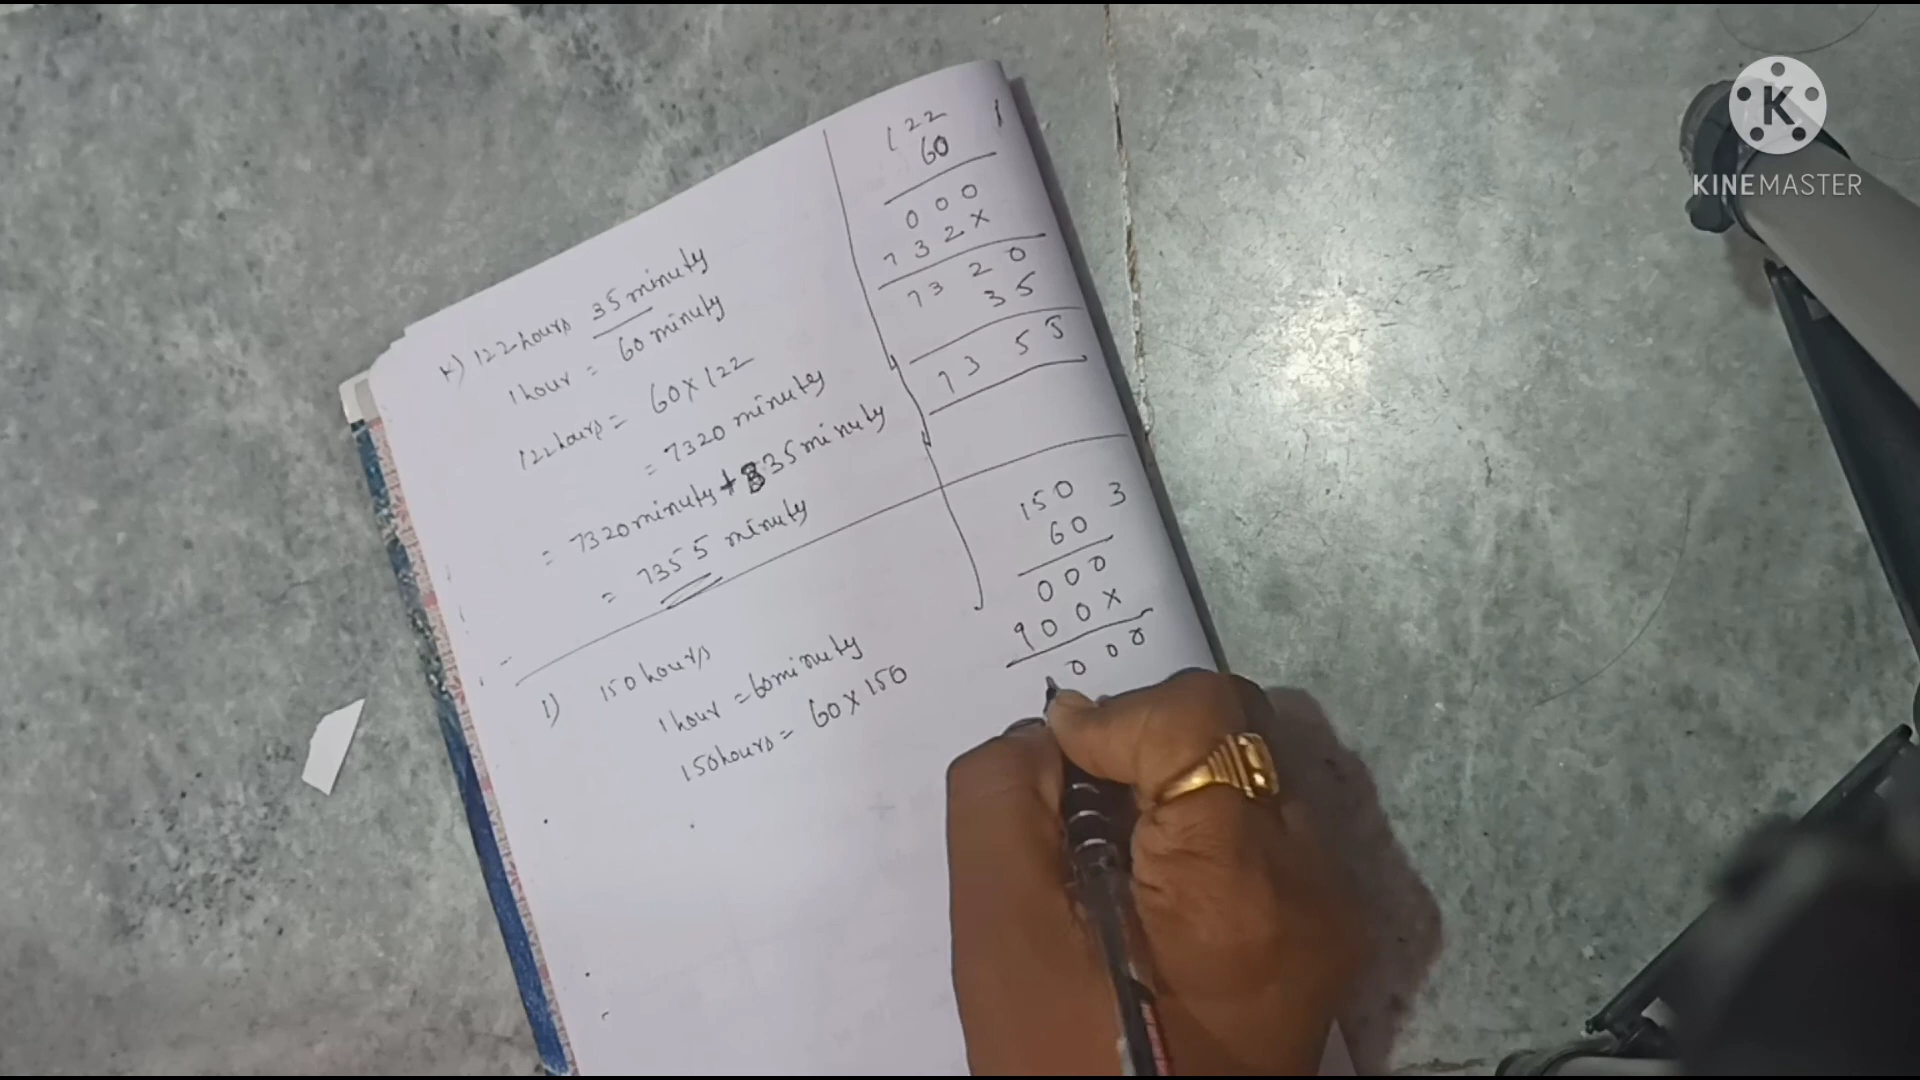 K) 122 hours 35 minuty
1 hour = 60 minuty
122 hours = 60 x 122
= 7320 minuty
= 7320 minuty + 35 minuty
= 7355 minuty
122
60
000
732x
7320
35
7355
l) 150 hours
1 hour = 60 minuty
150 hours = 60 x 150
150 3
60
000
900x
000
K
KINEMASTER